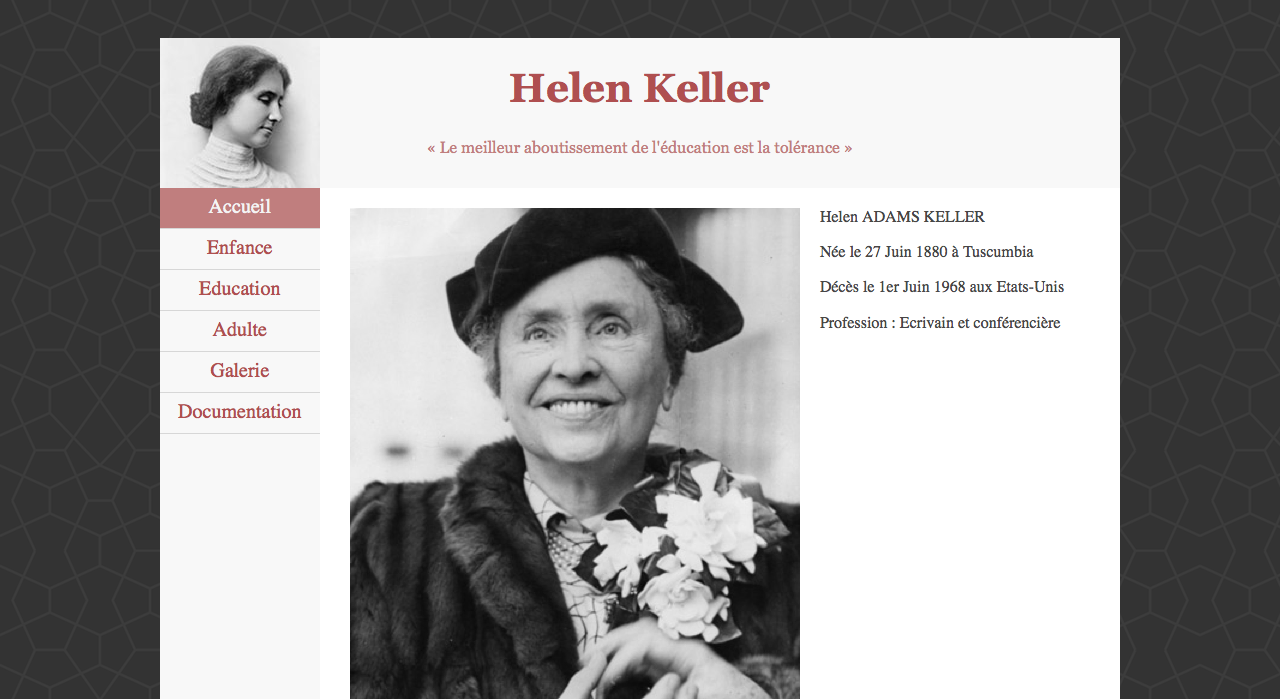 Helen Keller
« Le meilleur aboutissement de l'éducation est la tolérance »
Accueil
Enfance
Education
Adulte
Galerie
Documentation
Helen ADAMS KELLER
Née le 27 Juin 1880 à Tuscumbia
Décès le 1er Juin 1968 aux Etats-Unis
Profession : Ecrivain et conférencière